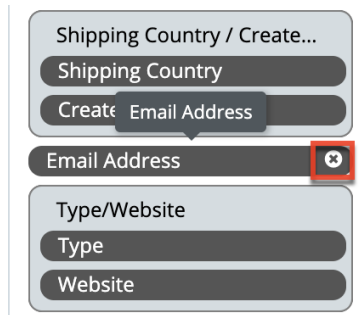 Shipping Country / Create...
Shipping Country
Create
Email Address
Email Address
Type/Website
Type
Website